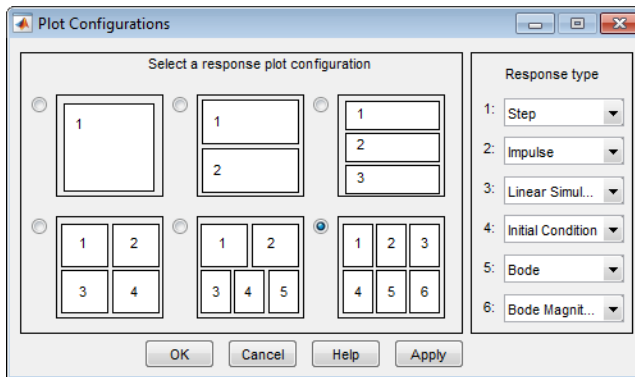 Plot Configurations
Select a response plot configuration
1
1
2
1
2
3
1 2
3 4
1 2
3 4 5
1 2 3
4 5 6
Response type
1: Step
2: Impulse
3: Linear Simul...
4: Initial Condition
5: Bode
6: Bode Magnit...
OK Cancel Help Apply